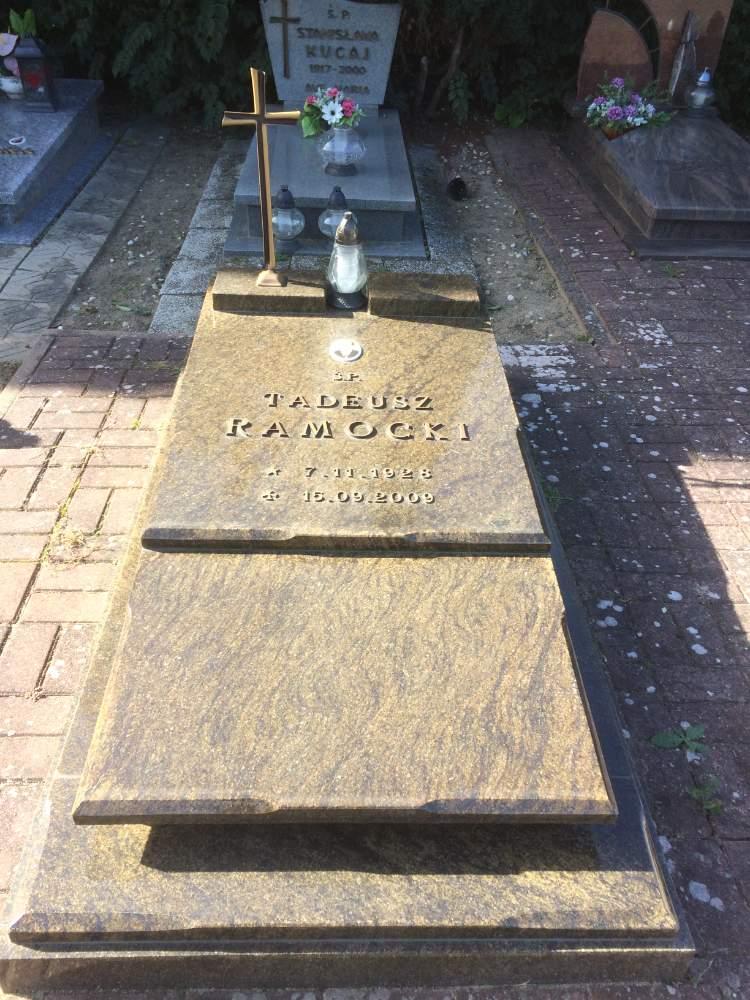 Ś.P.
STANISŁAWA
KUCAJ
1917-2000
Ś.P.
TADEUSZ
RAMOCKI
7.11.1928
15.09.2009